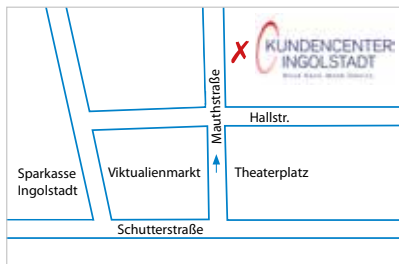 KUNDENCENTER
INGOLSTADT
Mauthstraße
Hallstr.
Sparkasse
Ingolstadt
Viktualienmarkt
Theaterplatz
Schutterstraße